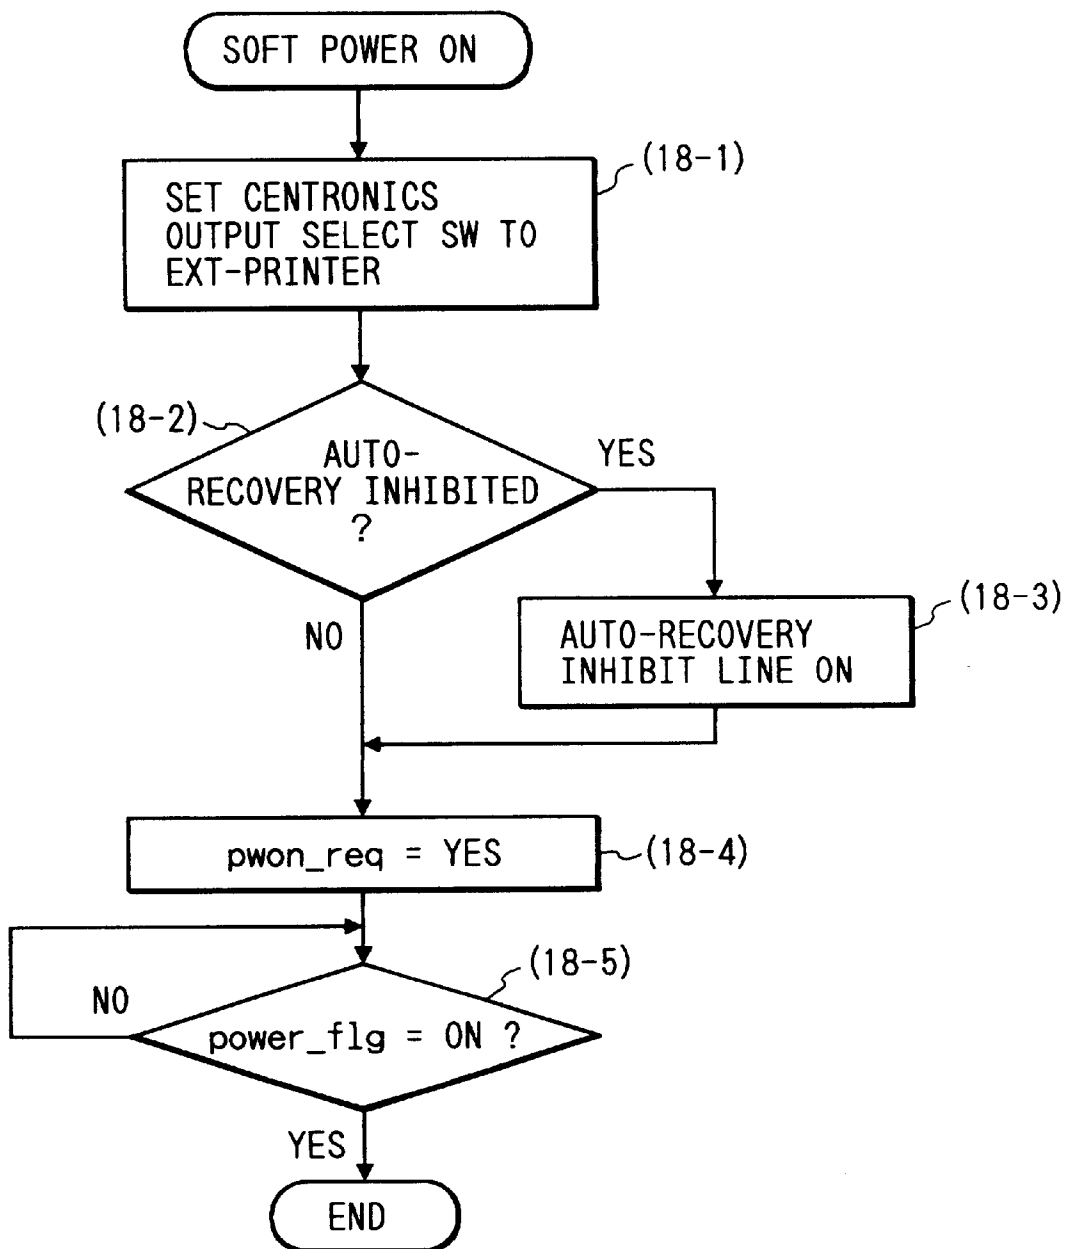 SOFT POWER ON
(18-1)
SET CENTRONICS
OUTPUT SELECT SW TO
EXT-PRINTER
(18-2)
AUTO-
RECOVERY INHIBITED
?
YES
NO
(18-3)
AUTO-RECOVERY
INHIBIT LINE ON
pwon_req = YES
(18-4)
(18-5)
NO
power_flg = ON ?
YES
END